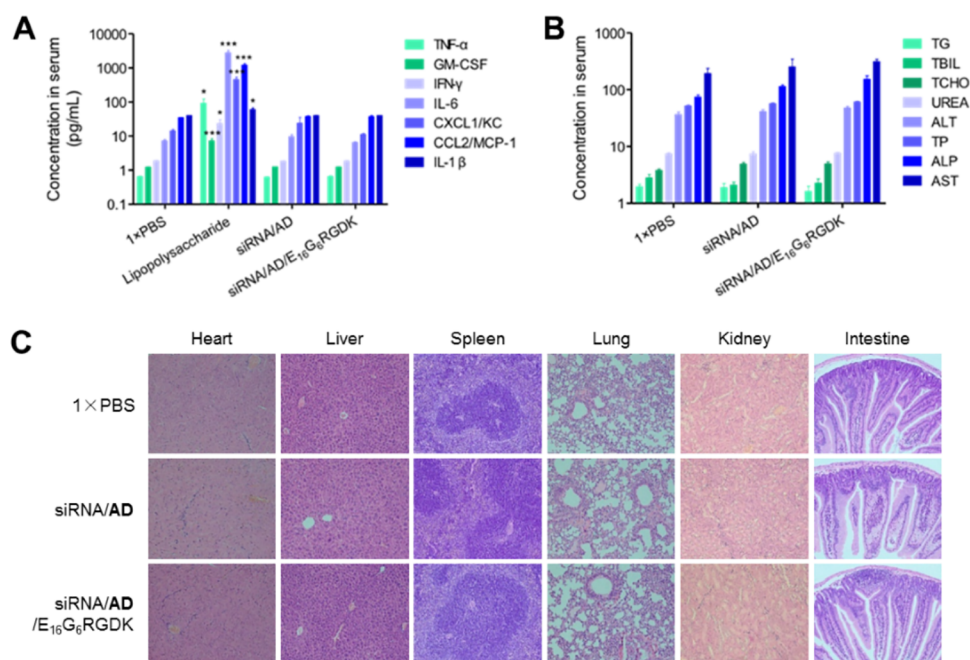 A
Concentration in serum
(pg/mL)
10000
1000
100
10
1
0.1
* *** * *** *** *** *
1×PBS
Lipopolysaccharide
siRNA/AD
siRNA/AD/E₁₆G₆RGDK
TNF-α
GM-CSF
IFN-γ
IL-6
CXCL1/KC
CCL2/MCP-1
IL-1β
B
Concentration in serum
1000
100
10
1
1×PBS
siRNA/AD
siRNA/AD/E₁₆G₆RGDK
TG
TBIL
TCHO
UREA
ALT
TP
ALP
AST
C
Heart Liver Spleen Lung Kidney Intestine
1×PBS
siRNA/AD
siRNA/AD
/E₁₆G₆RGDK